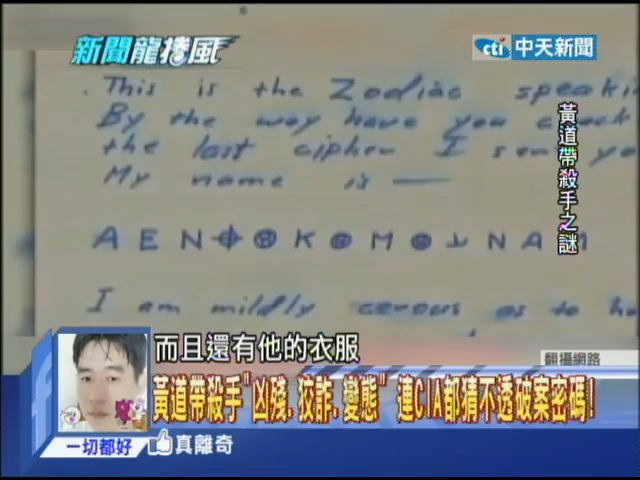 新聞龍捲風
cti 中天新聞
黃道帶殺手之謎
This is the Zodiac speakin
By the way have you crack
the last cipher I sent yo
My name is —
A E N ⌖ ⊗ K ⊗ M ⊗ ⅃ N A M
I am mildly cerous as to ho
而且還有他的衣服
翻攝網路
黃道帶殺手"凶殘.狡詐.變態" 連CIA都猜不透破案密碼!
一切都好
真離奇